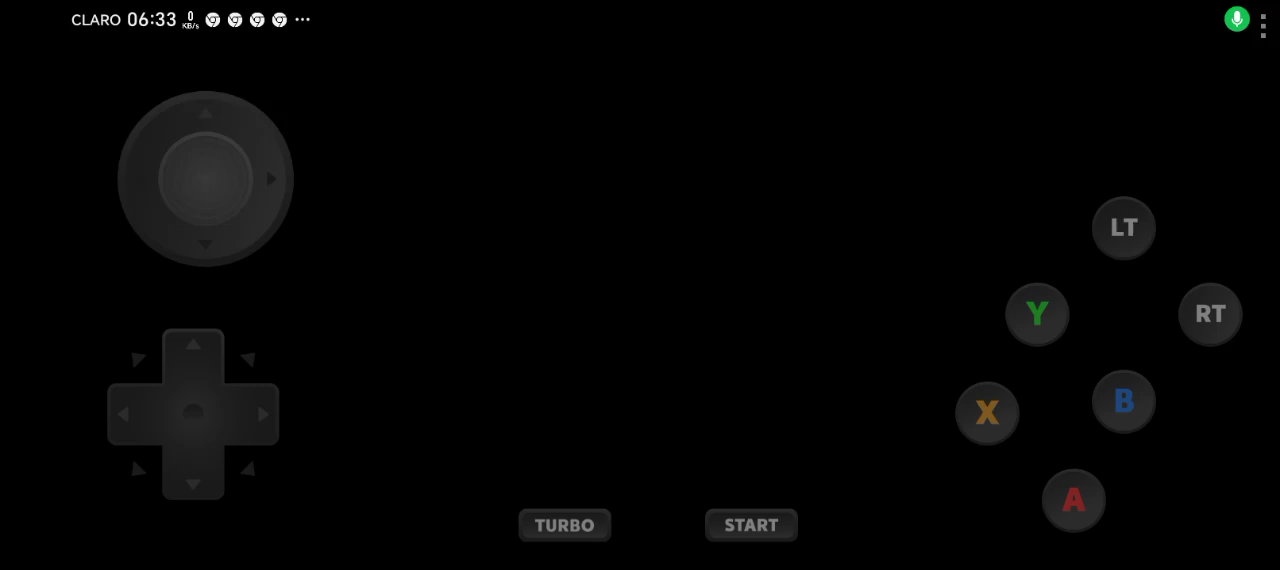 CLARO 06:33 0 KB/s ...
LT
Y RT
X B
A
TURBO START